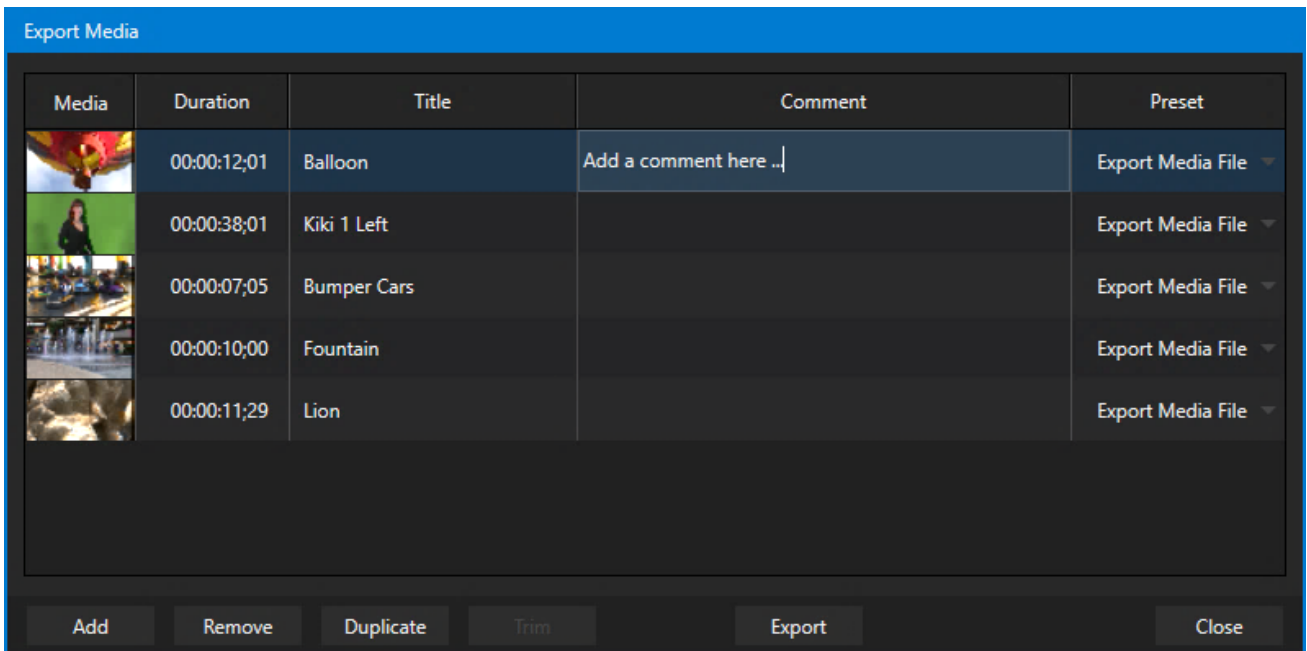 Export Media
Media Duration Title Comment Preset
00:00:12;01 Balloon Add a comment here ... Export Media File
00:00:38;01 Kiki 1 Left Export Media File
00:00:07;05 Bumper Cars Export Media File
00:00:10;00 Fountain Export Media File
00:00:11;29 Lion Export Media File
Add Remove Duplicate Trim Export Close